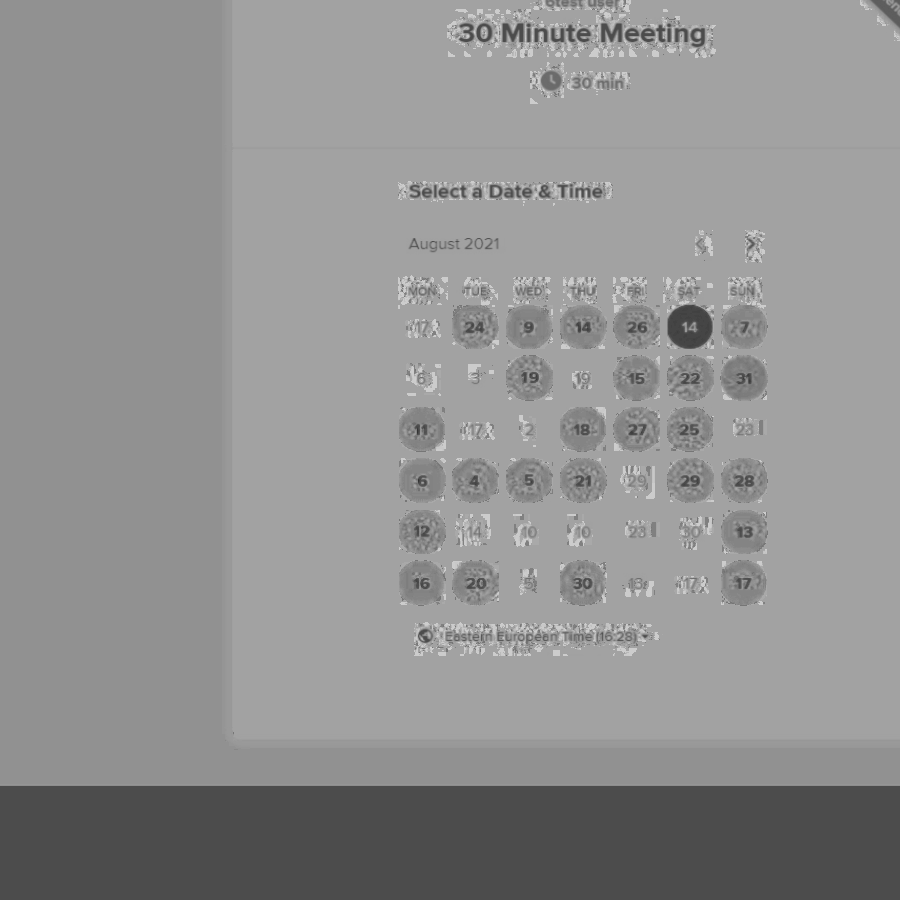 6test user
30 Minute Meeting
30 min
Select a Date & Time
August 2021
MON TUE WED THU FRI SAT SUN
17 24 9 14 26 14 7
6 3 19 19 15 22 31
11 17 2 18 27 25 23
6 4 5 21 29 29 28
12 14 10 10 23 30 13
16 20 5 30 18 17 17
Eastern European Time (16:28)